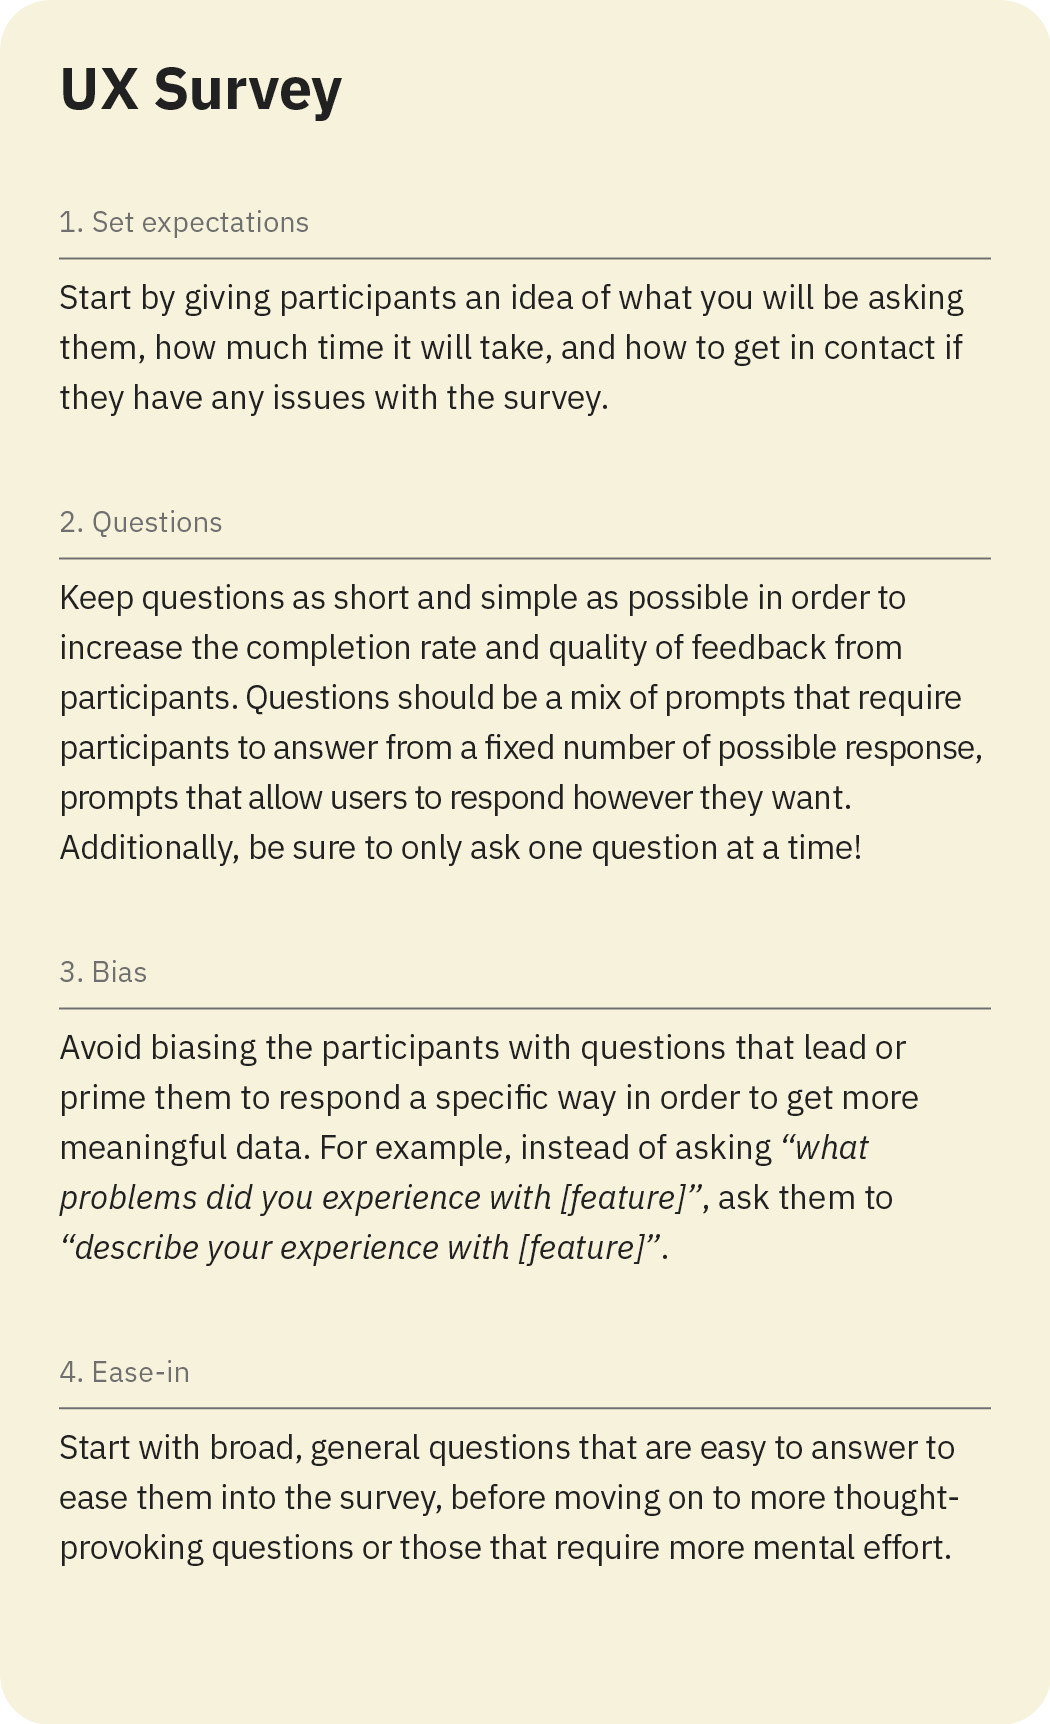 UX Survey
1. Set expectations
Start by giving participants an idea of what you will be asking
them, how much time it will take, and how to get in contact if
they have any issues with the survey.
2. Questions
Keep questions as short and simple as possible in order to
increase the completion rate and quality of feedback from
participants. Questions should be a mix of prompts that require
participants to answer from a fixed number of possible response,
prompts that allow users to respond however they want.
Additionally, be sure to only ask one question at a time!
3. Bias
Avoid biasing the participants with questions that lead or
prime them to respond a specific way in order to get more
meaningful data. For example, instead of asking “what
problems did you experience with [feature]”, ask them to
“describe your experience with [feature]”.
4. Ease-in
Start with broad, general questions that are easy to answer to
ease them into the survey, before moving on to more thought-
provoking questions or those that require more mental effort.